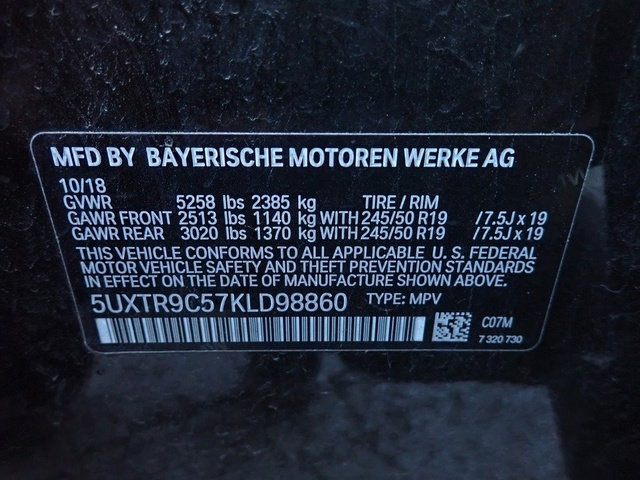 MFD BY BAYERISCHE MOTOREN WERKE AG
10/18
GVWR 5258 lbs 2385 kg TIRE / RIM
GAWR FRONT 2513 lbs 1140 kg WITH 245/50 R19 /7.5J x 19
GAWR REAR 3020 lbs 1370 kg WITH 245/50 R19 /7.5J x 19
THIS VEHICLE CONFORMS TO ALL APPLICABLE U. S. FEDERAL
MOTOR VEHICLE SAFETY AND THEFT PREVENTION STANDARDS
IN EFFECT ON THE DATE OF MANUFACTURE SHOWN ABOVE.
5UXTR9C57KLD98860 TYPE: MPV
C07M
7 320 730